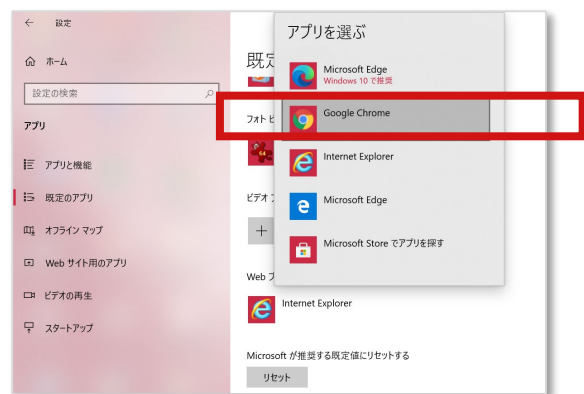 設定
ホーム
設定の検索
アプリ
アプリと機能
既定のアプリ
オフライン マップ
Web サイト用のアプリ
ビデオの再生
スタートアップ
既定
フォト ビ
ビデオ
Web
Internet Explorer
Microsoft が推奨する既定値にリセットする
リセット
アプリを選ぶ
Microsoft Edge
Windows 10 で推奨
Google Chrome
Internet Explorer
Microsoft Edge
Microsoft Store でアプリを探す